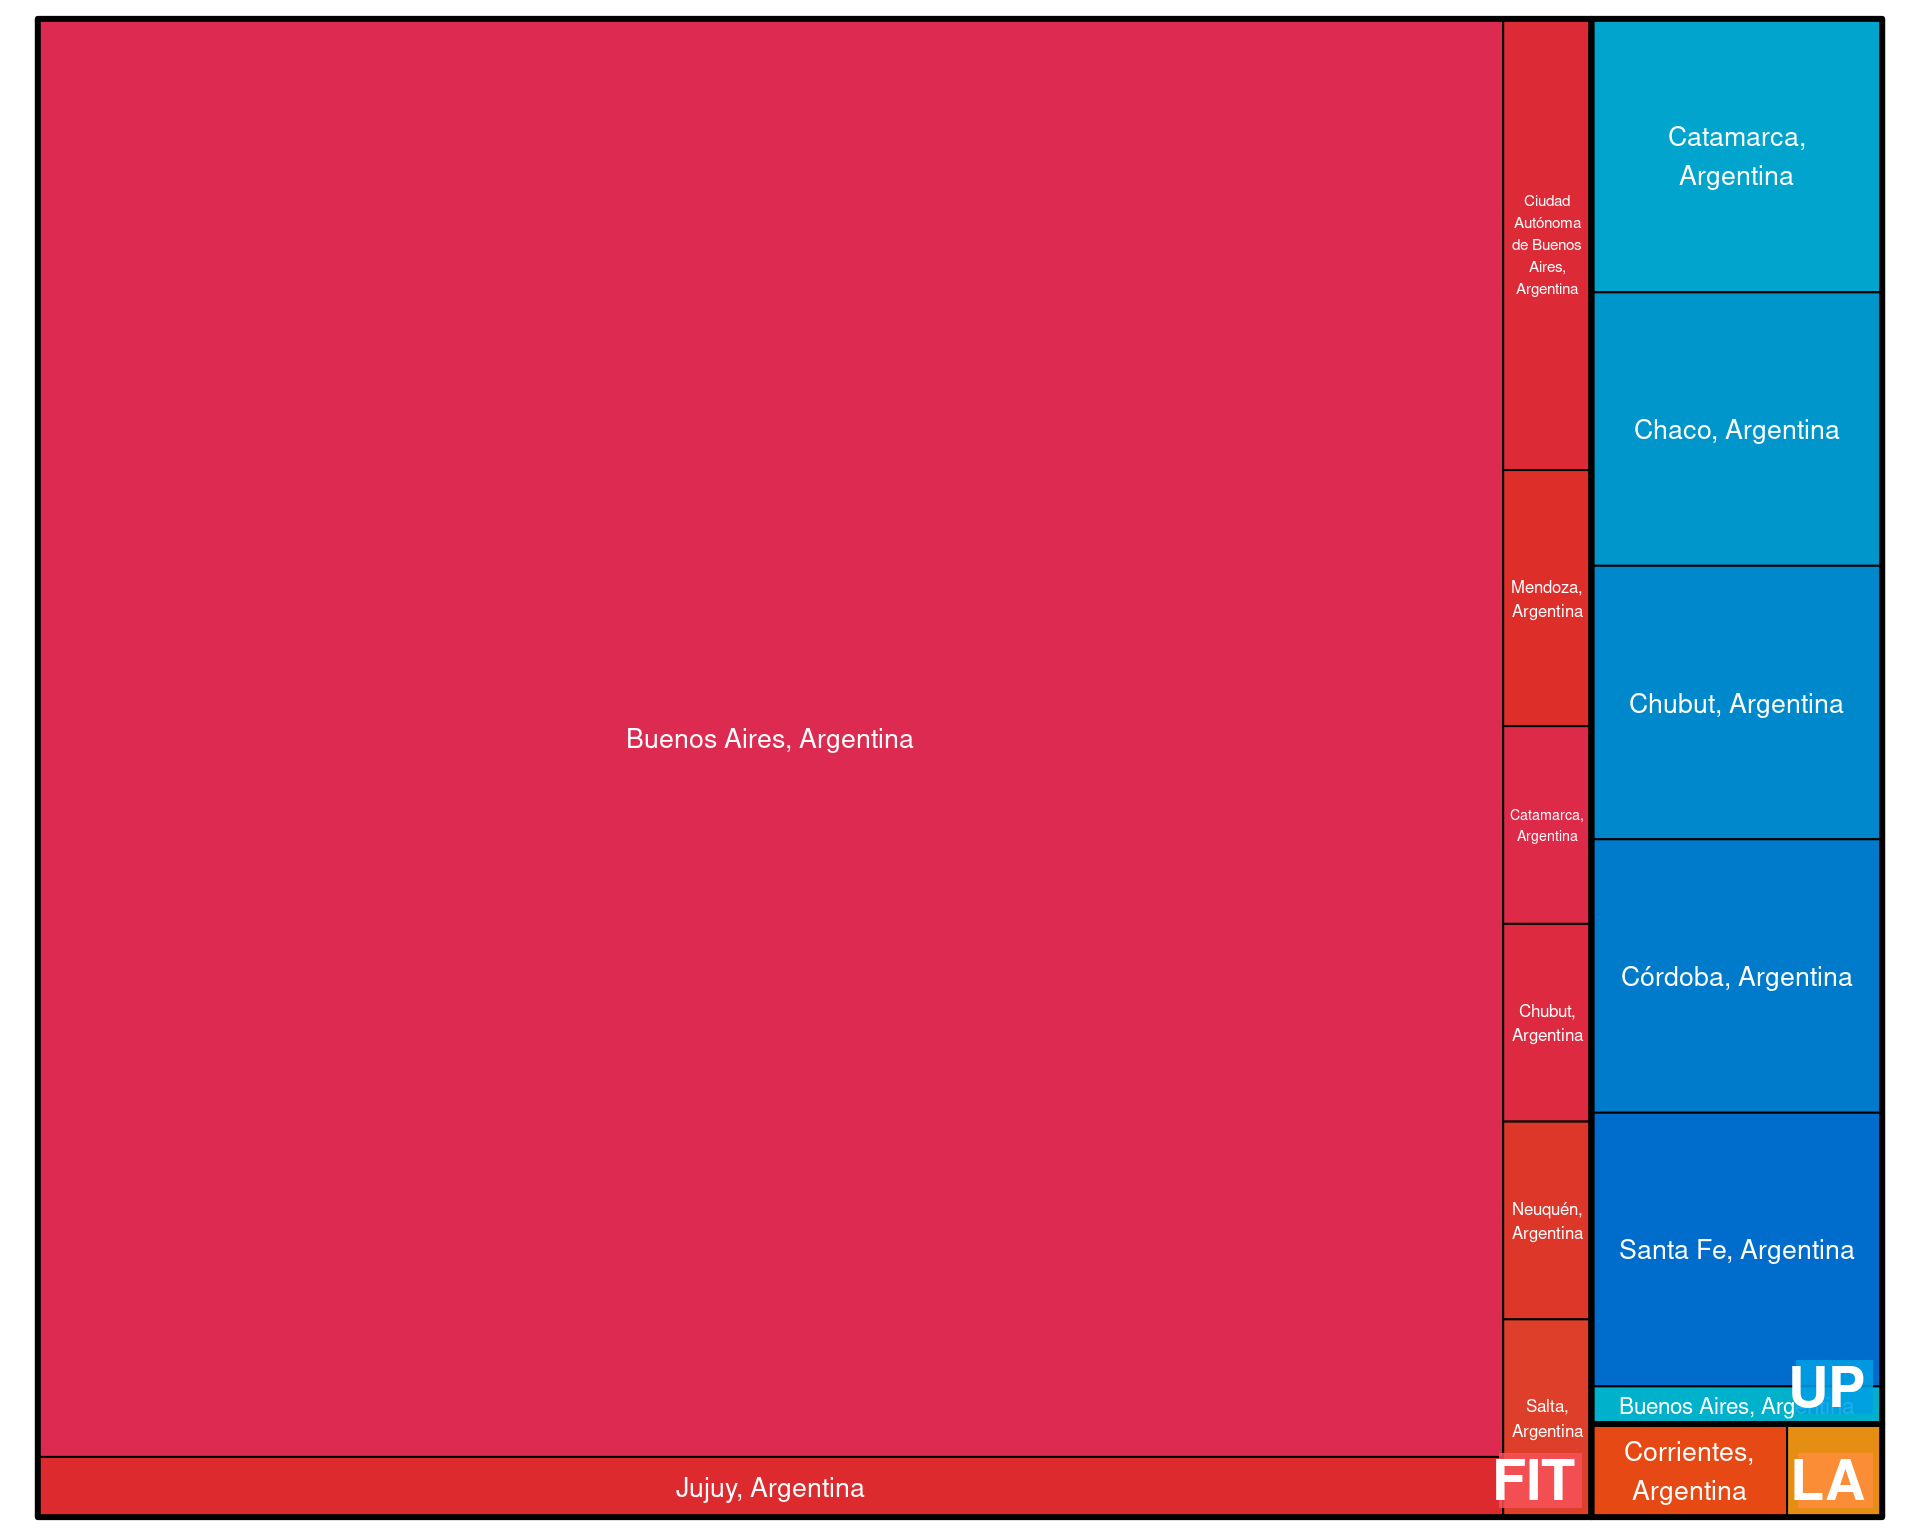 Buenos Aires, Argentina
Jujuy, Argentina
Ciudad
Autónoma
de Buenos
Aires,
Argentina
Mendoza,
Argentina
Catamarca,
Argentina
Chubut,
Argentina
Neuquén,
Argentina
Salta,
Argentina
FIT
Catamarca,
Argentina
Chaco, Argentina
Chubut, Argentina
Córdoba, Argentina
Santa Fe, Argentina
UP
Buenos Aires, Argentina
Corrientes,
Argentina
LA